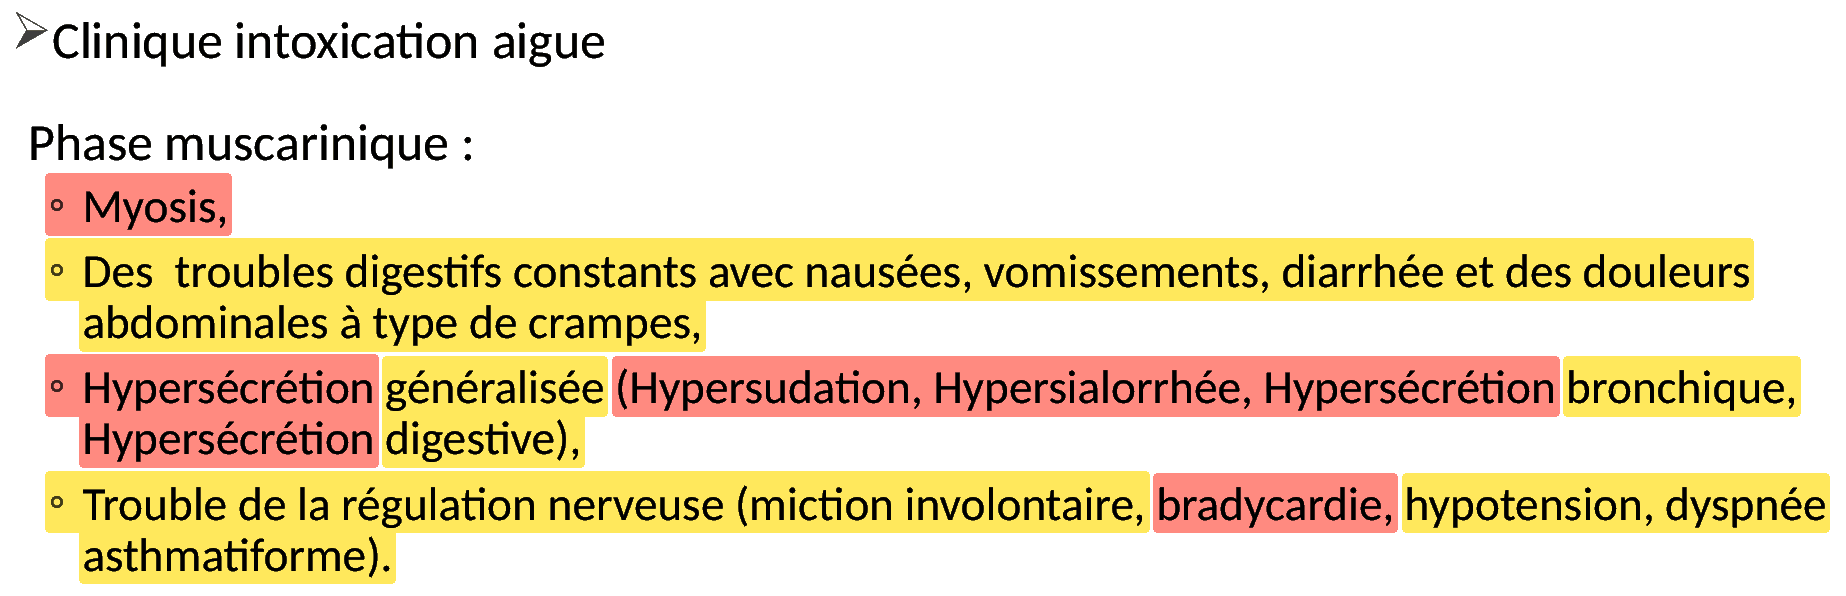 ➢Clinique intoxication aigue
Phase muscarinique :
◦ Myosis,
◦ Des  troubles digestifs constants avec nausées, vomissements, diarrhée et des douleurs
abdominales à type de crampes,
◦ Hypersécrétion généralisée (Hypersudation, Hypersialorrhée, Hypersécrétion bronchique,
Hypersécrétion digestive),
◦ Trouble de la régulation nerveuse (miction involontaire, bradycardie, hypotension, dyspnée
asthmatiforme).